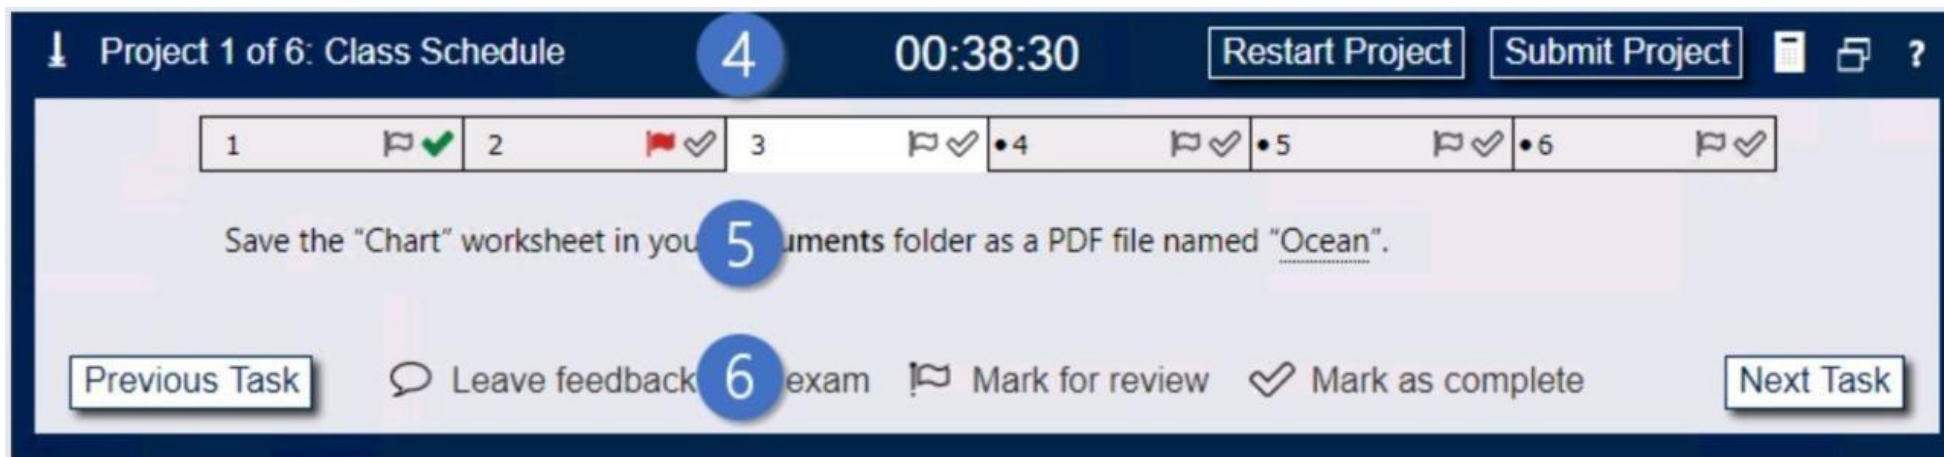 Project 1 of 6: Class Schedule 4 00:38:30 Restart Project Submit Project ?
1 2 3 •4 •5 •6
Save the “Chart” worksheet in you 5 uments folder as a PDF file named “Ocean”.
Previous Task Leave feedback 6 exam Mark for review Mark as complete Next Task